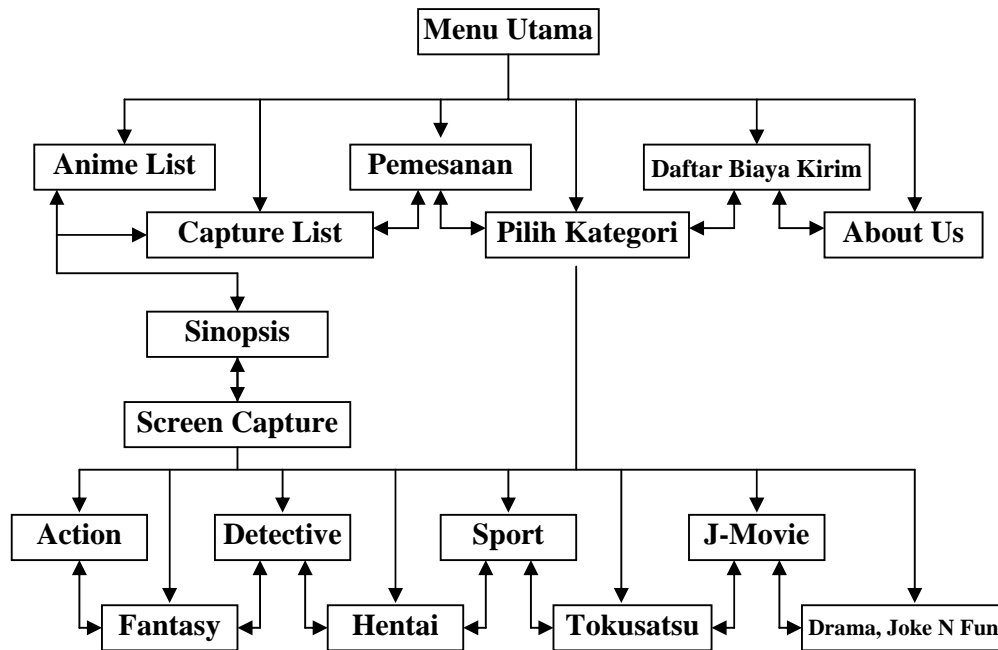 Menu Utama
Anime List
Pemesanan
Daftar Biaya Kirim
Capture List
Pilih Kategori
About Us
Sinopsis
Screen Capture
Action
Detective
Sport
J-Movie
Fantasy
Hentai
Tokusatsu
Drama, Joke N Fun